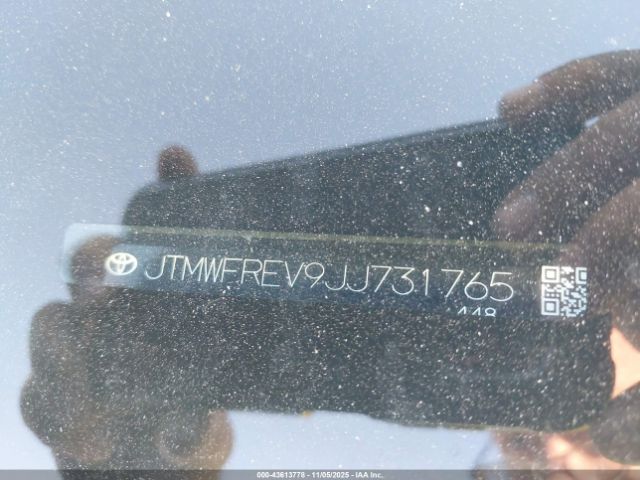 JTMWFREV9JJ731765
448
000-43613778 - 11/05/2025 - IAA Inc.